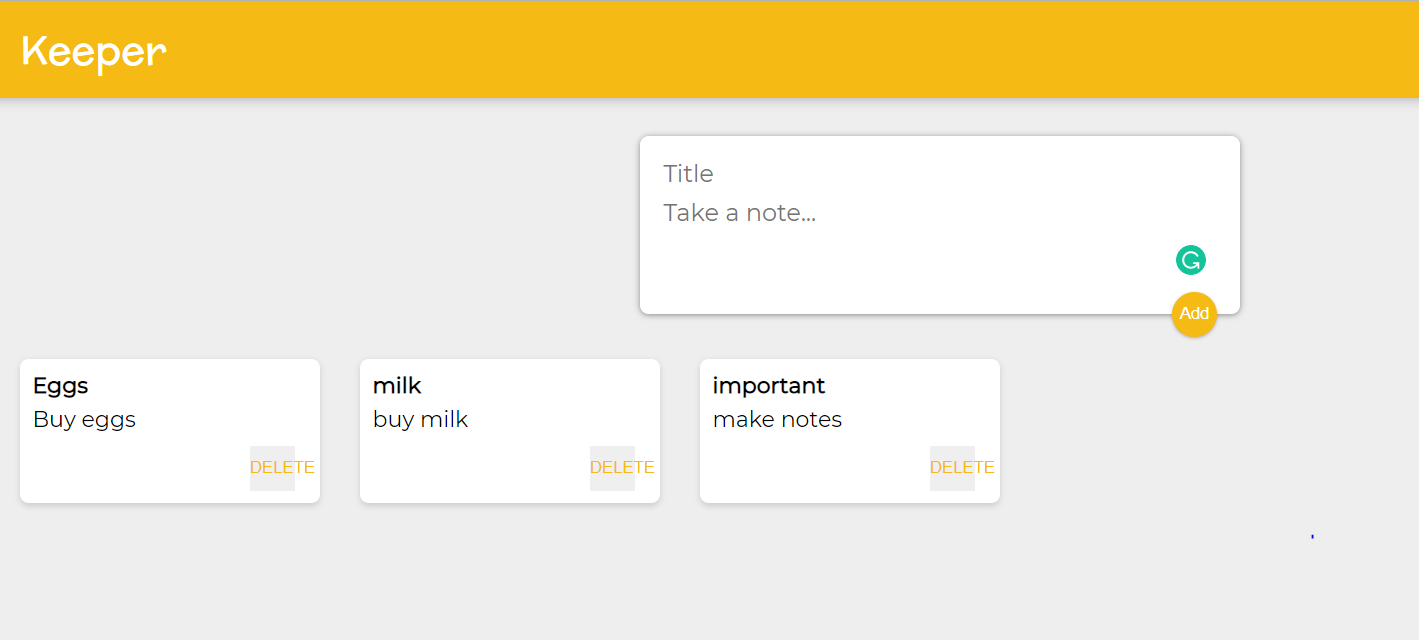 Keeper
Title
Take a note...
Add
Eggs
Buy eggs
DELETE
milk
buy milk
DELETE
important
make notes
DELETE